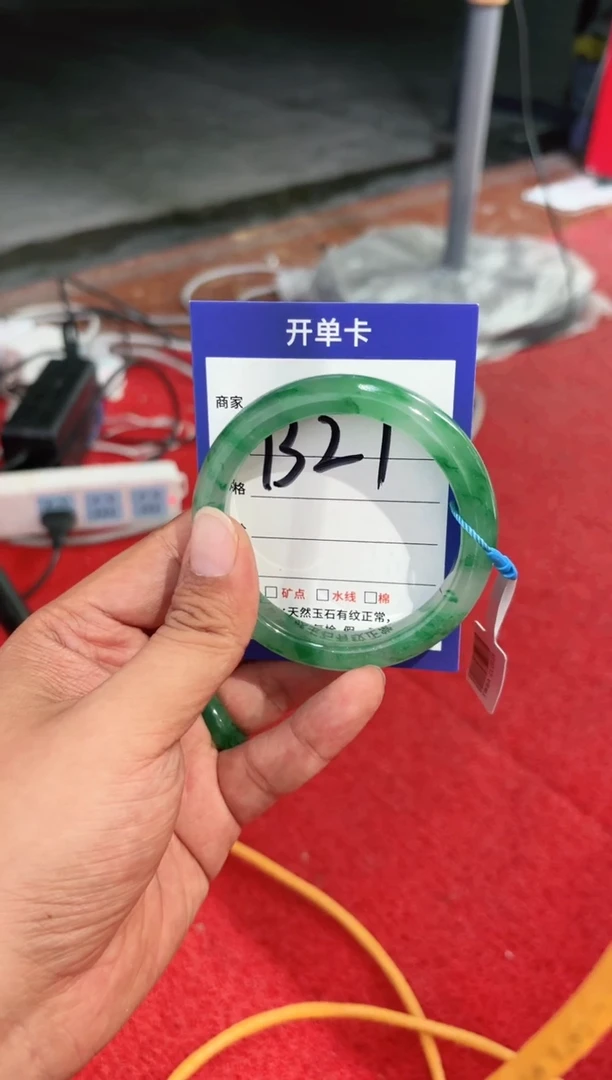 开单卡
商家
B21
格
□矿点 □水线 □棉
天然玉石有纹正常，